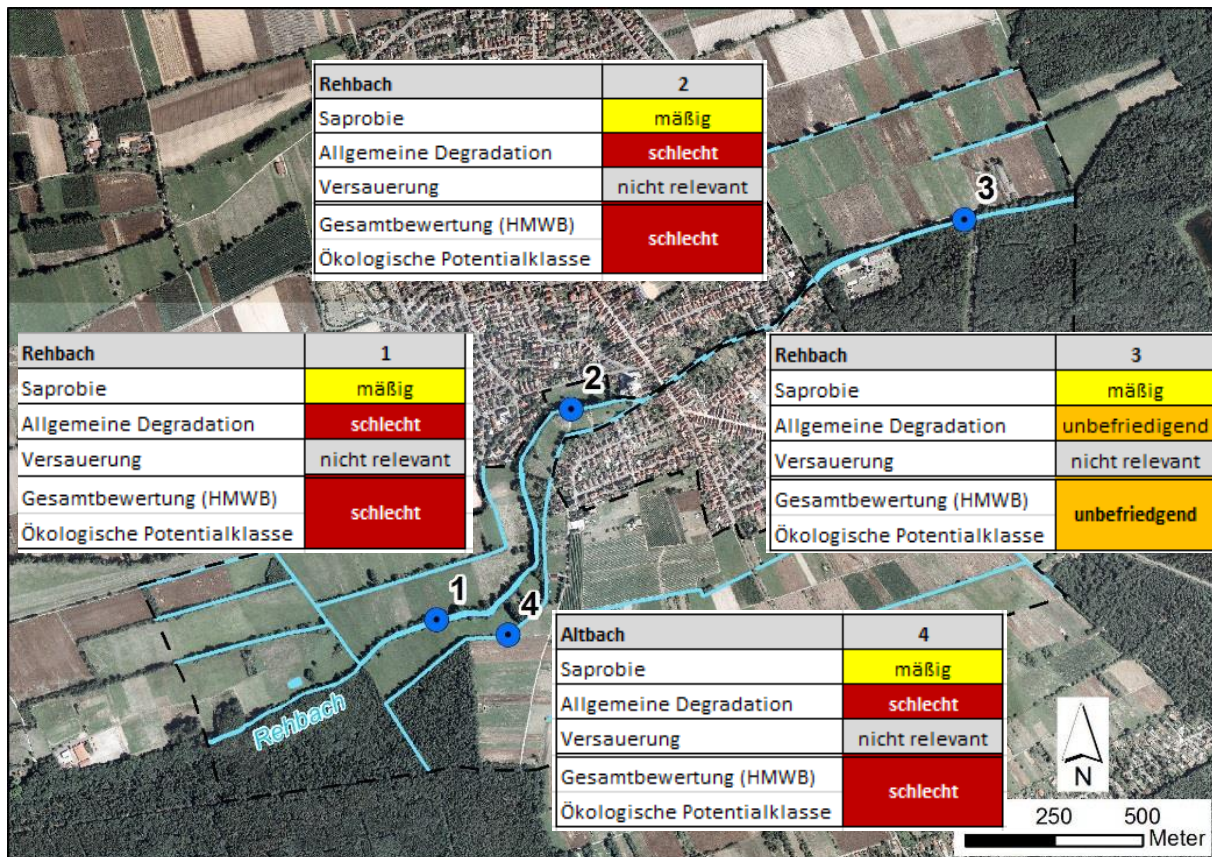 Rehbach 2
Saprobie mäßig
Allgemeine Degradation schlecht
Versauerung nicht relevant
Gesamtbewertung (HMWB)
schlecht
Ökologische Potentialklasse
3
Rehbach 1
Saprobie mäßig
Allgemeine Degradation schlecht
Versauerung nicht relevant
Gesamtbewertung (HMWB)
schlecht
Ökologische Potentialklasse
2
Rehbach 3
Saprobie mäßig
Allgemeine Degradation unbefriedigend
Versauerung nicht relevant
Gesamtbewertung (HMWB)
unbefriedgend
Ökologische Potentialklasse
1
4
Rehbach
Altbach 4
Saprobie mäßig
Allgemeine Degradation schlecht
Versauerung nicht relevant
Gesamtbewertung (HMWB)
schlecht
Ökologische Potentialklasse
N
250 500
Meter